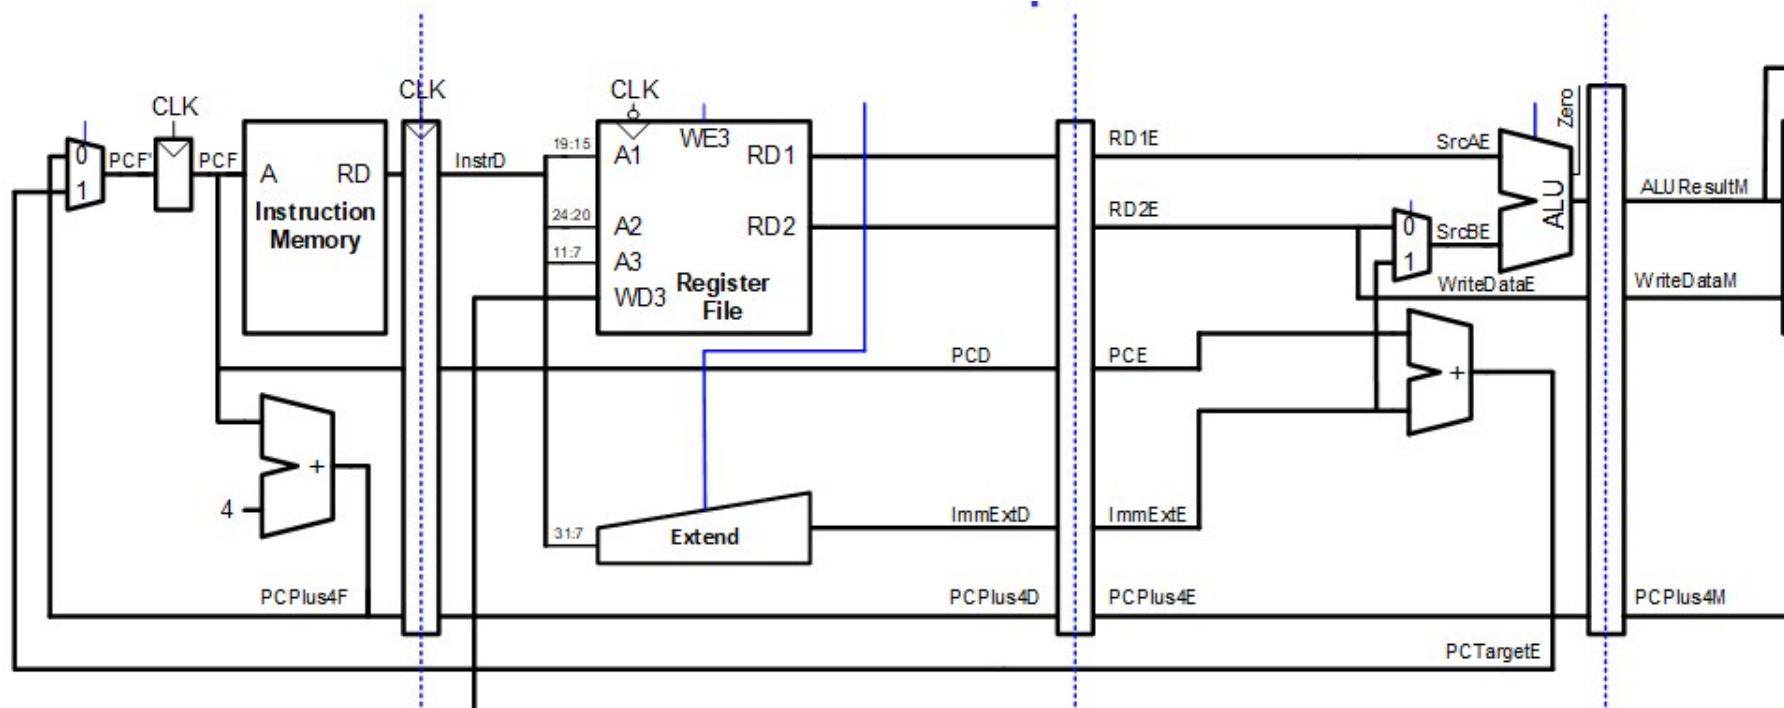 CLK
CLK
CLK
0
1
PCF'
PCF
A
RD
Instruction
Memory
InstrD
19:15
24:20
11:7
31:7
A1
A2
A3
WD3
WE3
RD1
RD2
Register
File
RD1E
RD2E
SrcAE
SrcBE
0
1
ALU
Zero
ALUResultM
WriteDataE
WriteDataM
PCD
PCE
+
4
+
Extend
ImmExtD
ImmExtE
PCPlus4F
PCPlus4D
PCPlus4E
PCPlus4M
PCTargetE